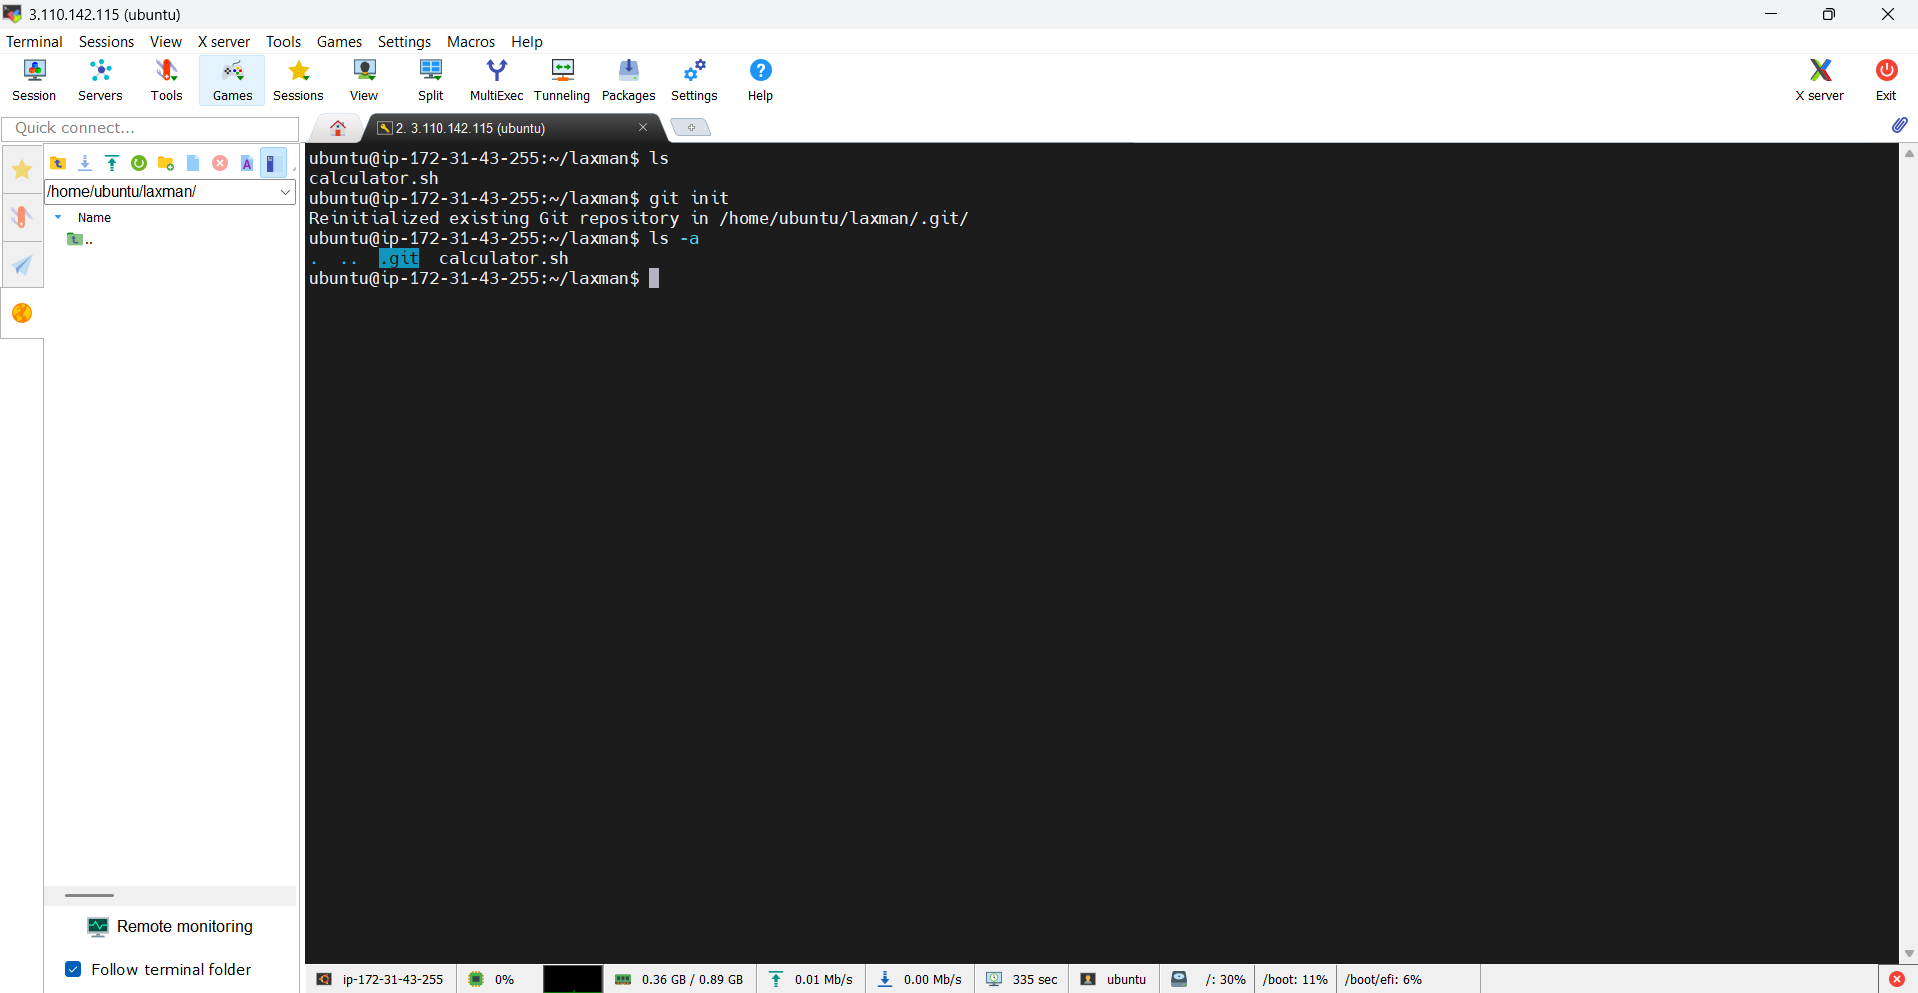 3.110.142.115 (ubuntu)
Terminal Sessions View X server Tools Games Settings Macros Help
Session Servers Tools Games Sessions View Split MultiExec Tunneling Packages Settings Help X server Exit
Quick connect...
2. 3.110.142.115 (ubuntu)
/home/ubuntu/laxman/
Name
..
ubuntu@ip-172-31-43-255:~/laxman$ ls
calculator.sh
ubuntu@ip-172-31-43-255:~/laxman$ git init
Reinitialized existing Git repository in /home/ubuntu/laxman/.git/
ubuntu@ip-172-31-43-255:~/laxman$ ls -a
. .. .git calculator.sh
ubuntu@ip-172-31-43-255:~/laxman$
Remote monitoring
Follow terminal folder
ip-172-31-43-255 0% 0.36 GB / 0.89 GB 0.01 Mb/s 0.00 Mb/s 335 sec ubuntu /: 30% /boot: 11% /boot/efi: 6%